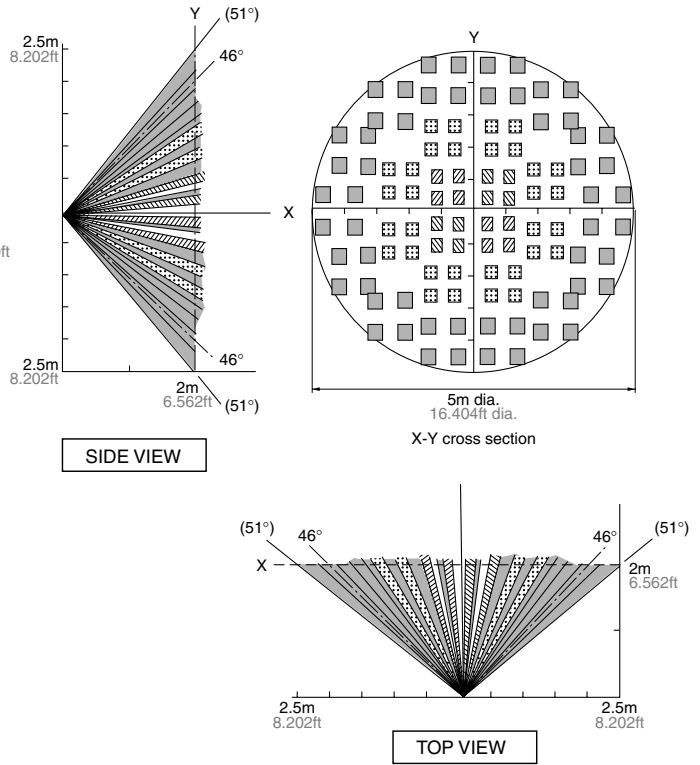 Y
(51°)
2.5m
8.202ft
46°
X
ft
2.5m
8.202ft
46°
2m
6.562ft
(51°)
SIDE VIEW
Y
5m dia.
16.404ft dia.
X-Y cross section
(51°)
46°
46°
(51°)
X
2m
6.562ft
2.5m
8.202ft
2.5m
8.202ft
TOP VIEW